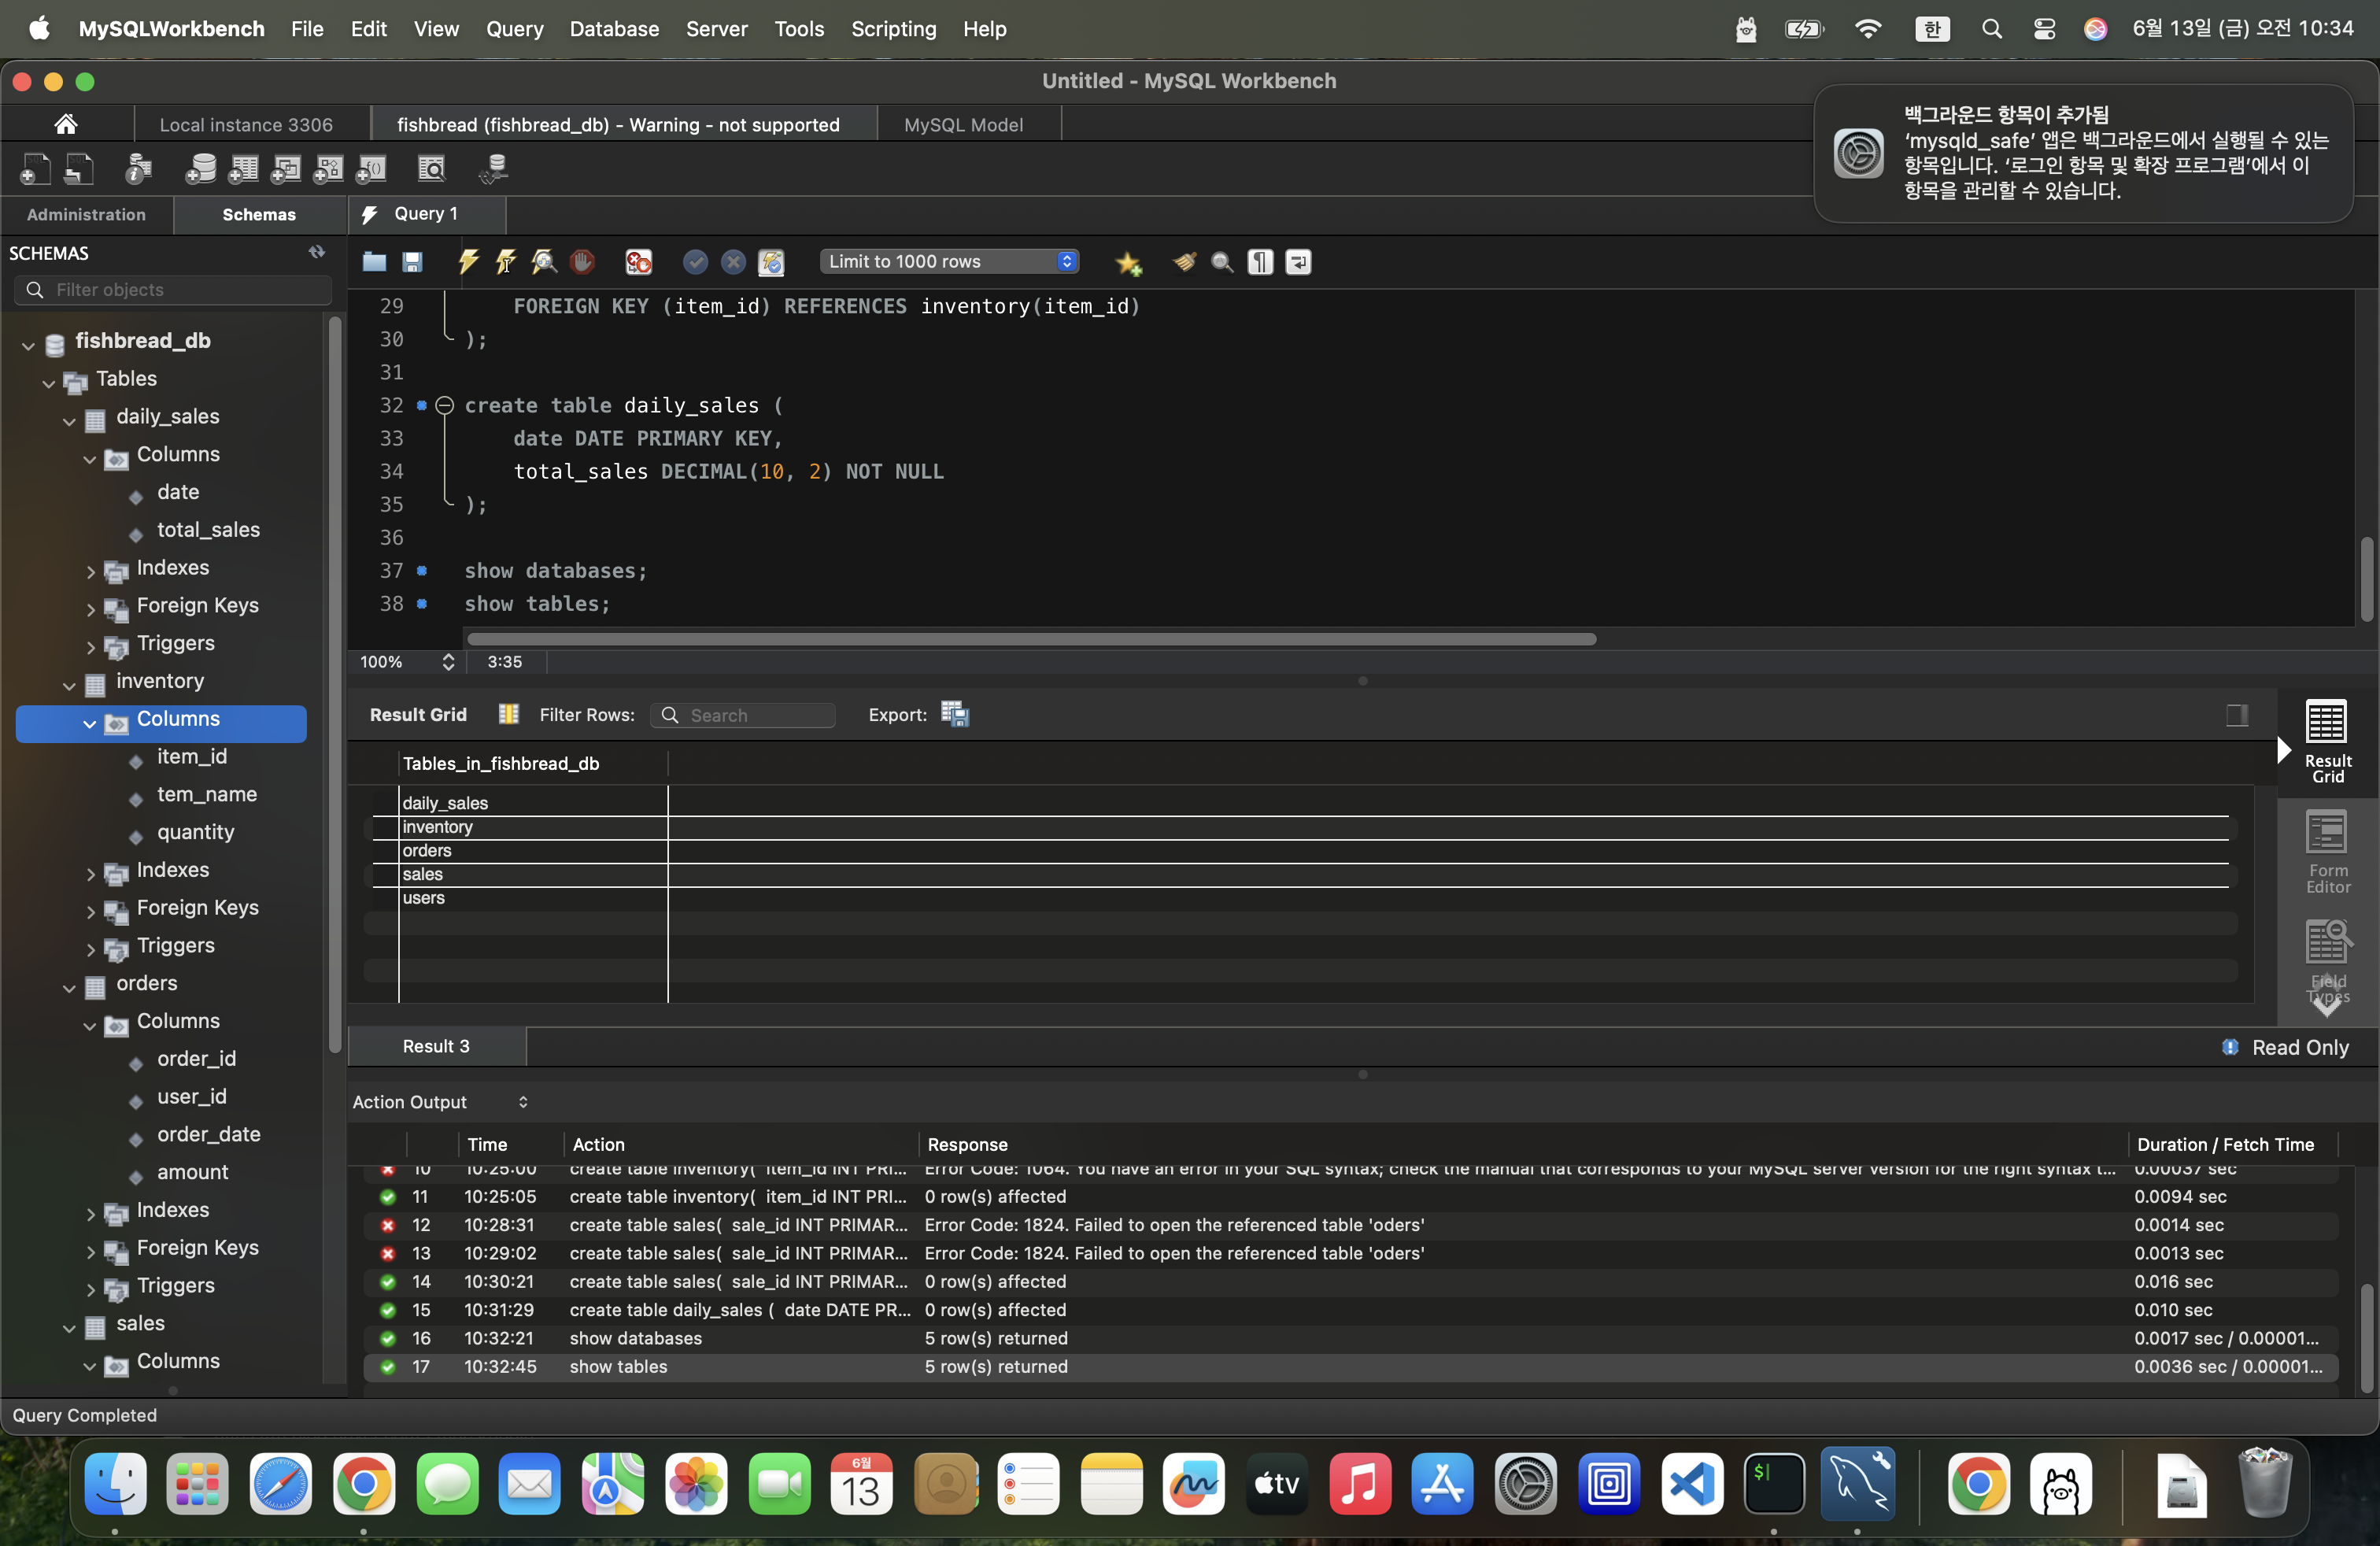 MySQLWorkbench File Edit View Query Database Server Tools Scripting Help 한 6월 13일 (금) 오전 10:34
Untitled - MySQL Workbench
Local instance 3306 fishbread (fishbread_db) - Warning - not supported MySQL Model
백그라운드 항목이 추가됨
‘mysqld_safe’ 앱은 백그라운드에서 실행될 수 있는
항목입니다. ‘로그인 항목 및 확장 프로그램’에서 이
항목을 관리할 수 있습니다.
Administration Schemas Query 1
SCHEMAS
Filter objects
fishbread_db
Tables
daily_sales
Columns
date
total_sales
Indexes
Foreign Keys
Triggers
inventory
Columns
item_id
tem_name
quantity
Indexes
Foreign Keys
Triggers
orders
Columns
order_id
user_id
order_date
amount
Indexes
Foreign Keys
Triggers
sales
Columns
Limit to 1000 rows
29 FOREIGN KEY (item_id) REFERENCES inventory(item_id)
30 );
31
32 create table daily_sales (
33 date DATE PRIMARY KEY,
34 total_sales DECIMAL(10, 2) NOT NULL
35 );
36
37 show databases;
38 show tables;
100% 3:35
Result Grid Filter Rows: Search Export:
Tables_in_fishbread_db
daily_sales
inventory
orders
sales
users
Result
Grid
Form
Editor
Field
Types
Result 3 Read Only
Action Output
Time Action Response Duration / Fetch Time
10 10:25:00 create table inventory( item_id INT PRI... Error Code: 1064. You have an error in your SQL syntax; check the manual that corresponds to your MySQL server version for the right syntax t... 0.00037 sec
11 10:25:05 create table inventory( item_id INT PRI... 0 row(s) affected 0.0094 sec
12 10:28:31 create table sales( sale_id INT PRIMAR... Error Code: 1824. Failed to open the referenced table 'oders' 0.0014 sec
13 10:29:02 create table sales( sale_id INT PRIMAR... Error Code: 1824. Failed to open the referenced table 'oders' 0.0013 sec
14 10:30:21 create table sales( sale_id INT PRIMAR... 0 row(s) affected 0.016 sec
15 10:31:29 create table daily_sales ( date DATE PR... 0 row(s) affected 0.010 sec
16 10:32:21 show databases 5 row(s) returned 0.0017 sec / 0.00001...
17 10:32:45 show tables 5 row(s) returned 0.0036 sec / 0.00001...
Query Completed
6월
13
tv
$